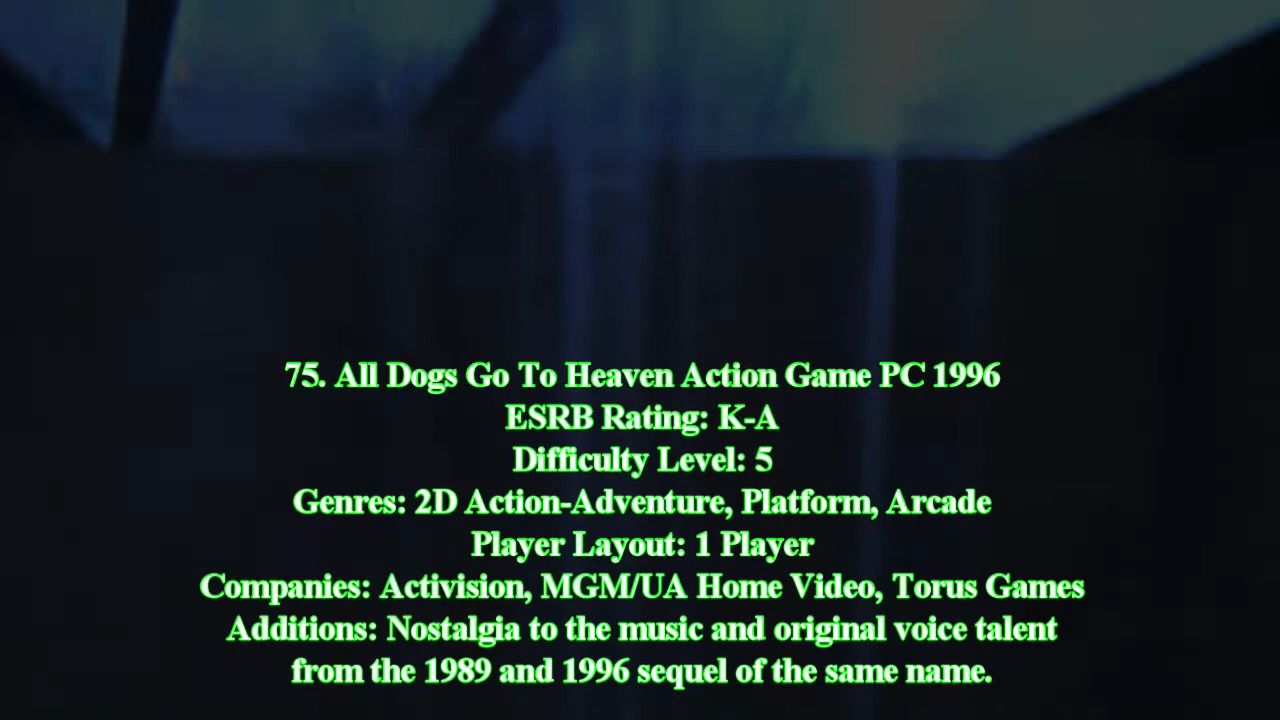 75. All Dogs Go To Heaven Action Game PC 1996
ESRB Rating: K-A
Difficulty Level: 5
Genres: 2D Action-Adventure, Platform, Arcade
Player Layout: 1 Player
Companies: Activision, MGM/UA Home Video, Torus Games
Additions: Nostalgia to the music and original voice talent
from the 1989 and 1996 sequel of the same name.